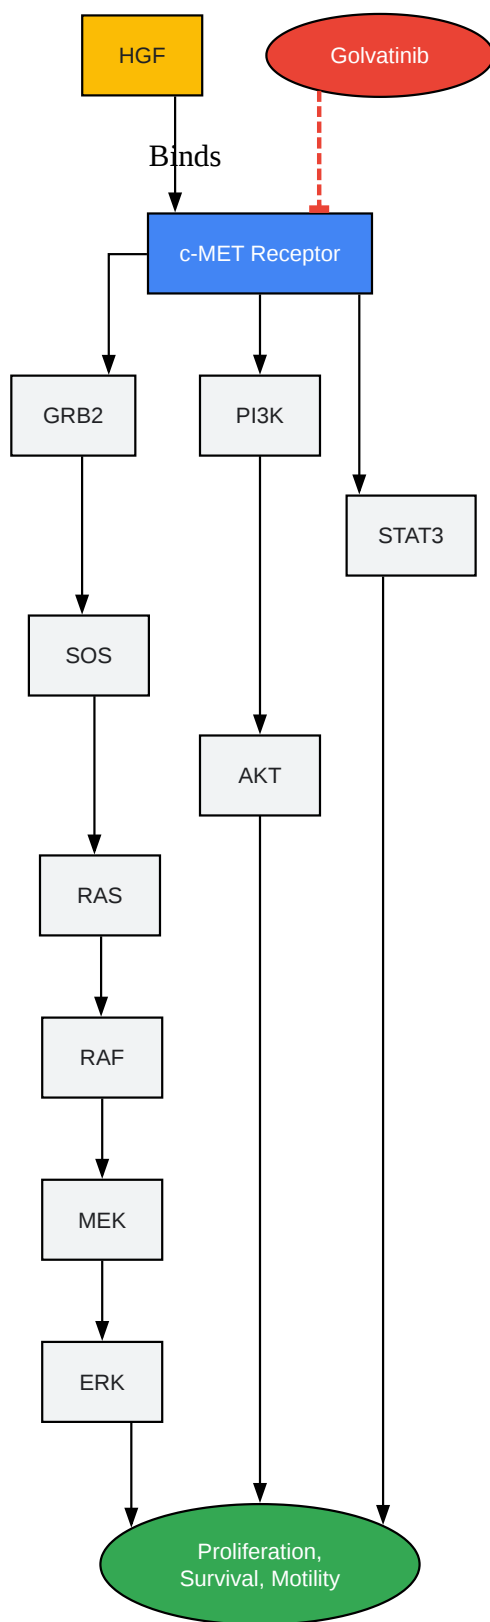 HGF
Golvatinib
Binds
c-MET Receptor
GRB2
PI3K
STAT3
SOS
AKT
RAS
RAF
MEK
ERK
Proliferation,
Survival, Motility